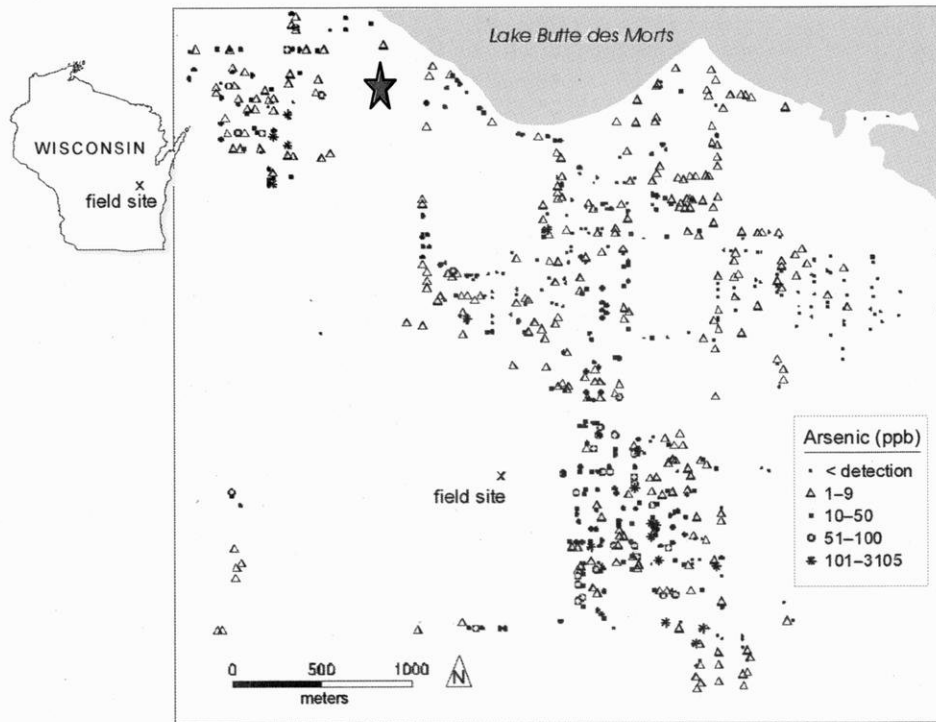 Lake Butte des Morts
WISCONSIN
x
field site
x
field site
Arsenic (ppb)
< detection
1–9
10–50
51–100
101–3105
0 500 1000
meters
N